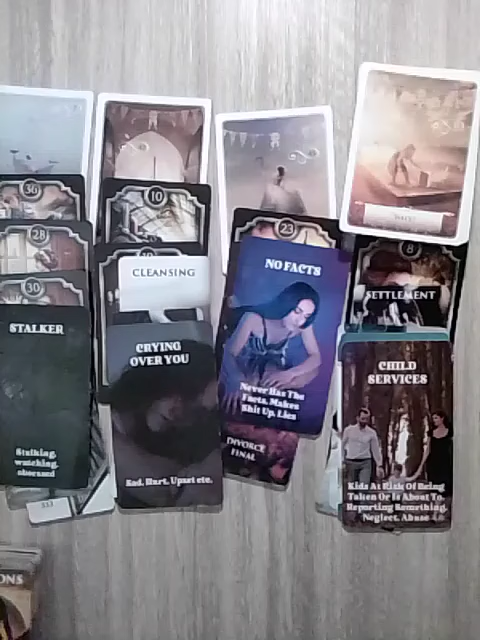 36
28
30
STALKER
Stalking,
watching,
obsessed
333
10
CLEANSING
CRYING
OVER YOU
Sad, Hurt, Upset etc.
23
NO FACTS
Never Has The
Facts, Makes
Shit Up, Lies
DIVORCE
FINAL
8
SETTLEMENT
CHILD
SERVICES
Kids At Risk Of Being
Taken Or Is About To.
Reporting Something.
Neglect. Abuse
ONS